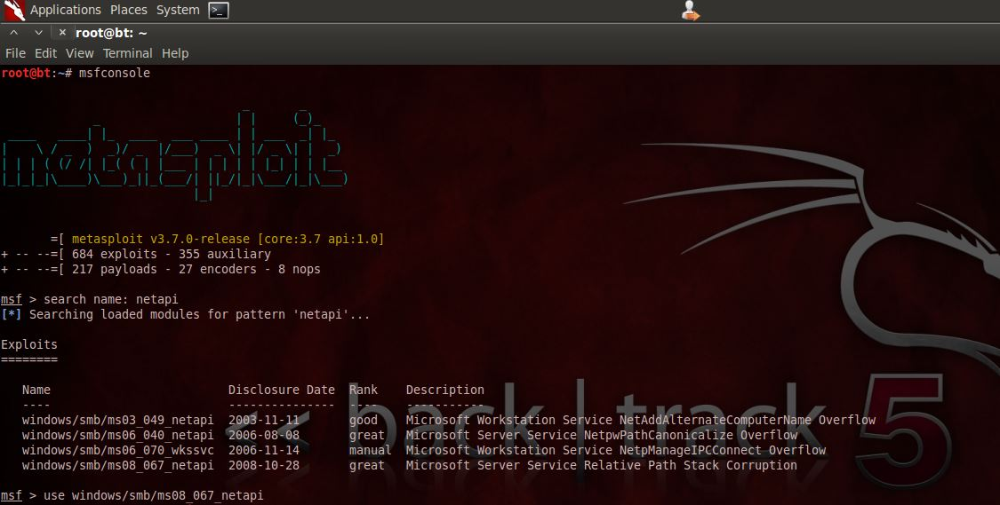 Applications Places System
root@bt: ~
File Edit View Terminal Help
root@bt:~# msfconsole
metasploit
=[ metasploit v3.7.0-release [core:3.7 api:1.0]
+ -- --=[ 684 exploits - 355 auxiliary
+ -- --=[ 217 payloads - 27 encoders - 8 nops
msf > search name: netapi
[*] Searching loaded modules for pattern 'netapi'...
Exploits
========
Name Disclosure Date Rank Description
---- --------------- ---- -----------
windows/smb/ms03_049_netapi 2003-11-11 good Microsoft Workstation Service NetAddAlternateComputerName Overflow
windows/smb/ms06_040_netapi 2006-08-08 great Microsoft Server Service NetpwPathCanonicalize Overflow
windows/smb/ms06_070_wkssvc 2006-11-14 manual Microsoft Workstation Service NetpManageIPCConnect Overflow
windows/smb/ms08_067_netapi 2008-10-28 great Microsoft Server Service Relative Path Stack Corruption
<< back | track 5
msf > use windows/smb/ms08_067_netapi